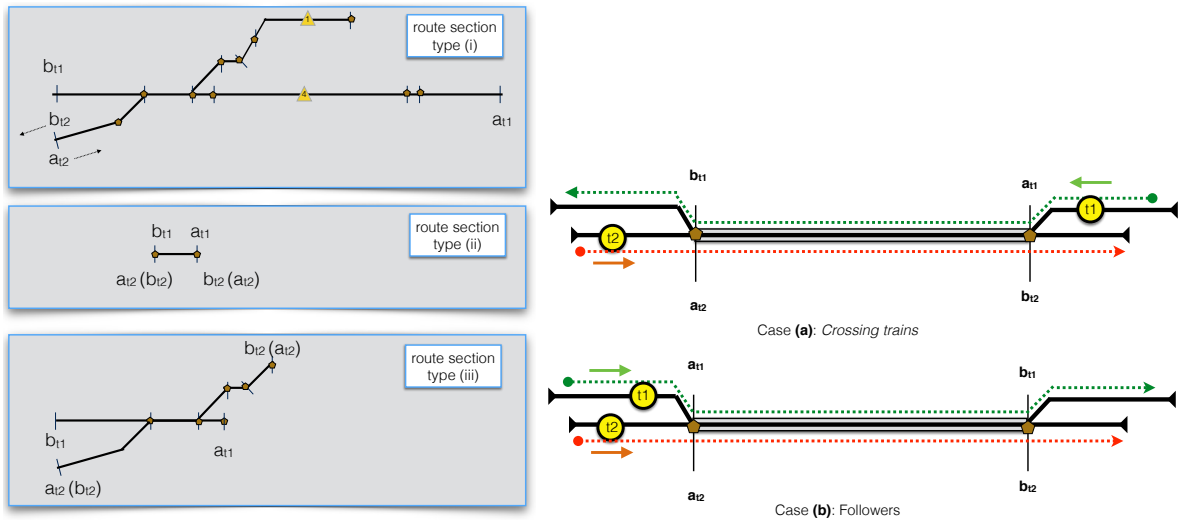 1
route section
type (i)
bt1
4
bt2
at1
at2
route section
type (ii)
bt1 at1
at2 (bt2) bt2 (at2)
route section
type (iii)
bt2 (at2)
bt1
at1
at2 (bt2)
bt1
at1
t1
t2
at2
bt2
Case (a): Crossing trains
at1
bt1
t1
t2
at2
bt2
Case (b): Followers